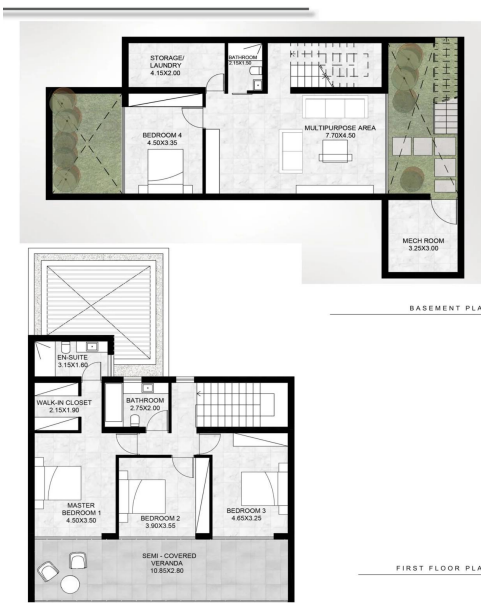 STORAGE/
LAUNDRY
4.15X2.00
BATHROOM
2.15X1.50
BEDROOM 4
4.50X3.35
MULTIPURPOSE AREA
7.70X4.50
MECH ROOM
3.25X3.00
BASEMENT PLA
EN-SUITE
3.15X1.60
WALK-IN CLOSET
2.15X1.90
BATHROOM
2.75X2.00
MASTER
BEDROOM 1
4.50X3.50
BEDROOM 2
3.90X3.55
BEDROOM 3
4.65X3.25
SEMI - COVERED
VERANDA
10.85X2.80
FIRST FLOOR PLA